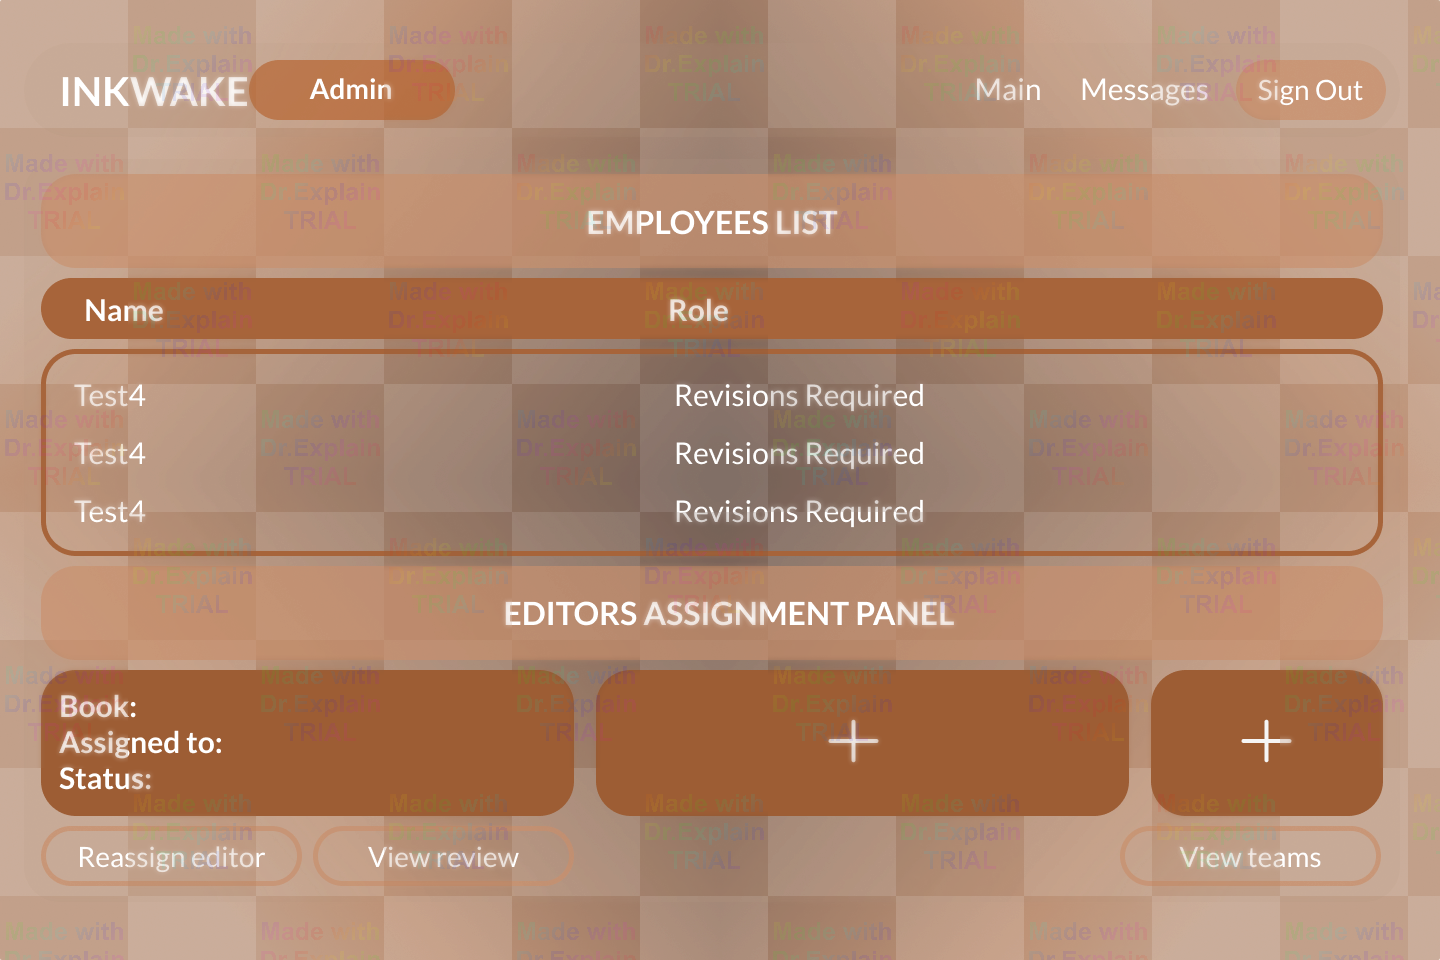 INKWAKE Admin Main Messages Sign Out
EMPLOYEES LIST
Name Role
Test4 Revisions Required
Test4 Revisions Required
Test4 Revisions Required
EDITORS ASSIGNMENT PANEL
Book:
Assigned to:
Status:
Reassign editor View review View teams
Made with
Dr.Explain
TRIAL